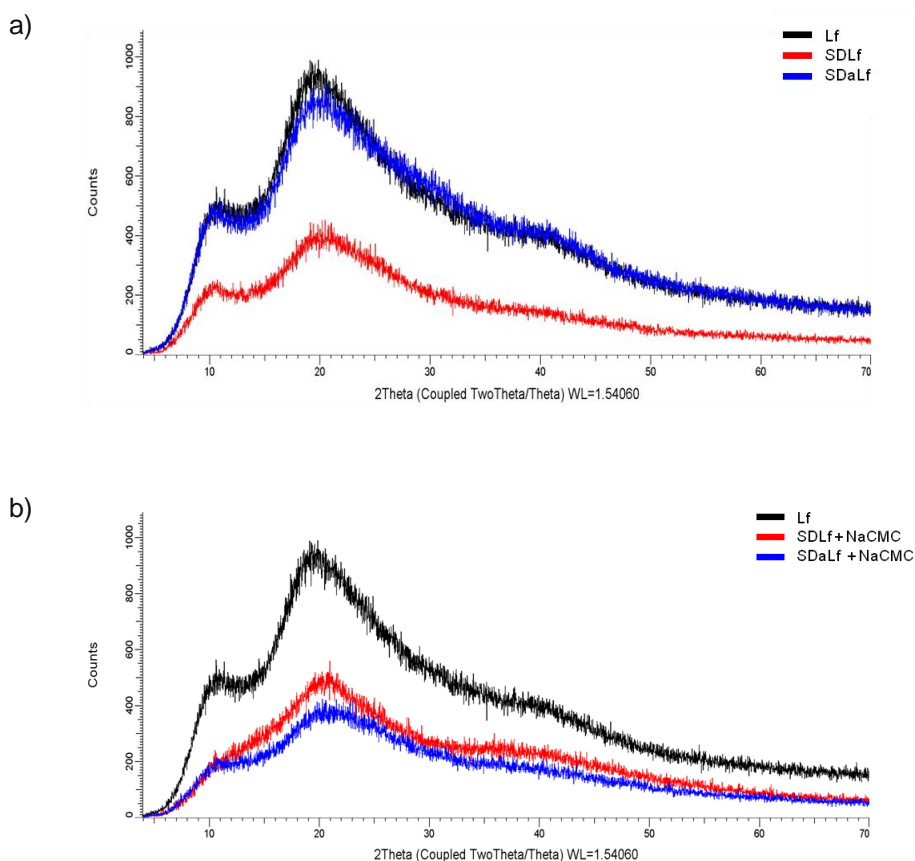 a)
Lf
SDLf
SDaLf
Counts
0 200 400 600 800 1000
10 20 30 40 50 60 70
2Theta (Coupled TwoTheta/Theta) WL=1.54060
b)
Lf
SDLf + NaCMC
SDaLf + NaCMC
Counts
0 200 400 600 800 1000
10 20 30 40 50 60 70
2Theta (Coupled TwoTheta/Theta) WL=1.54060